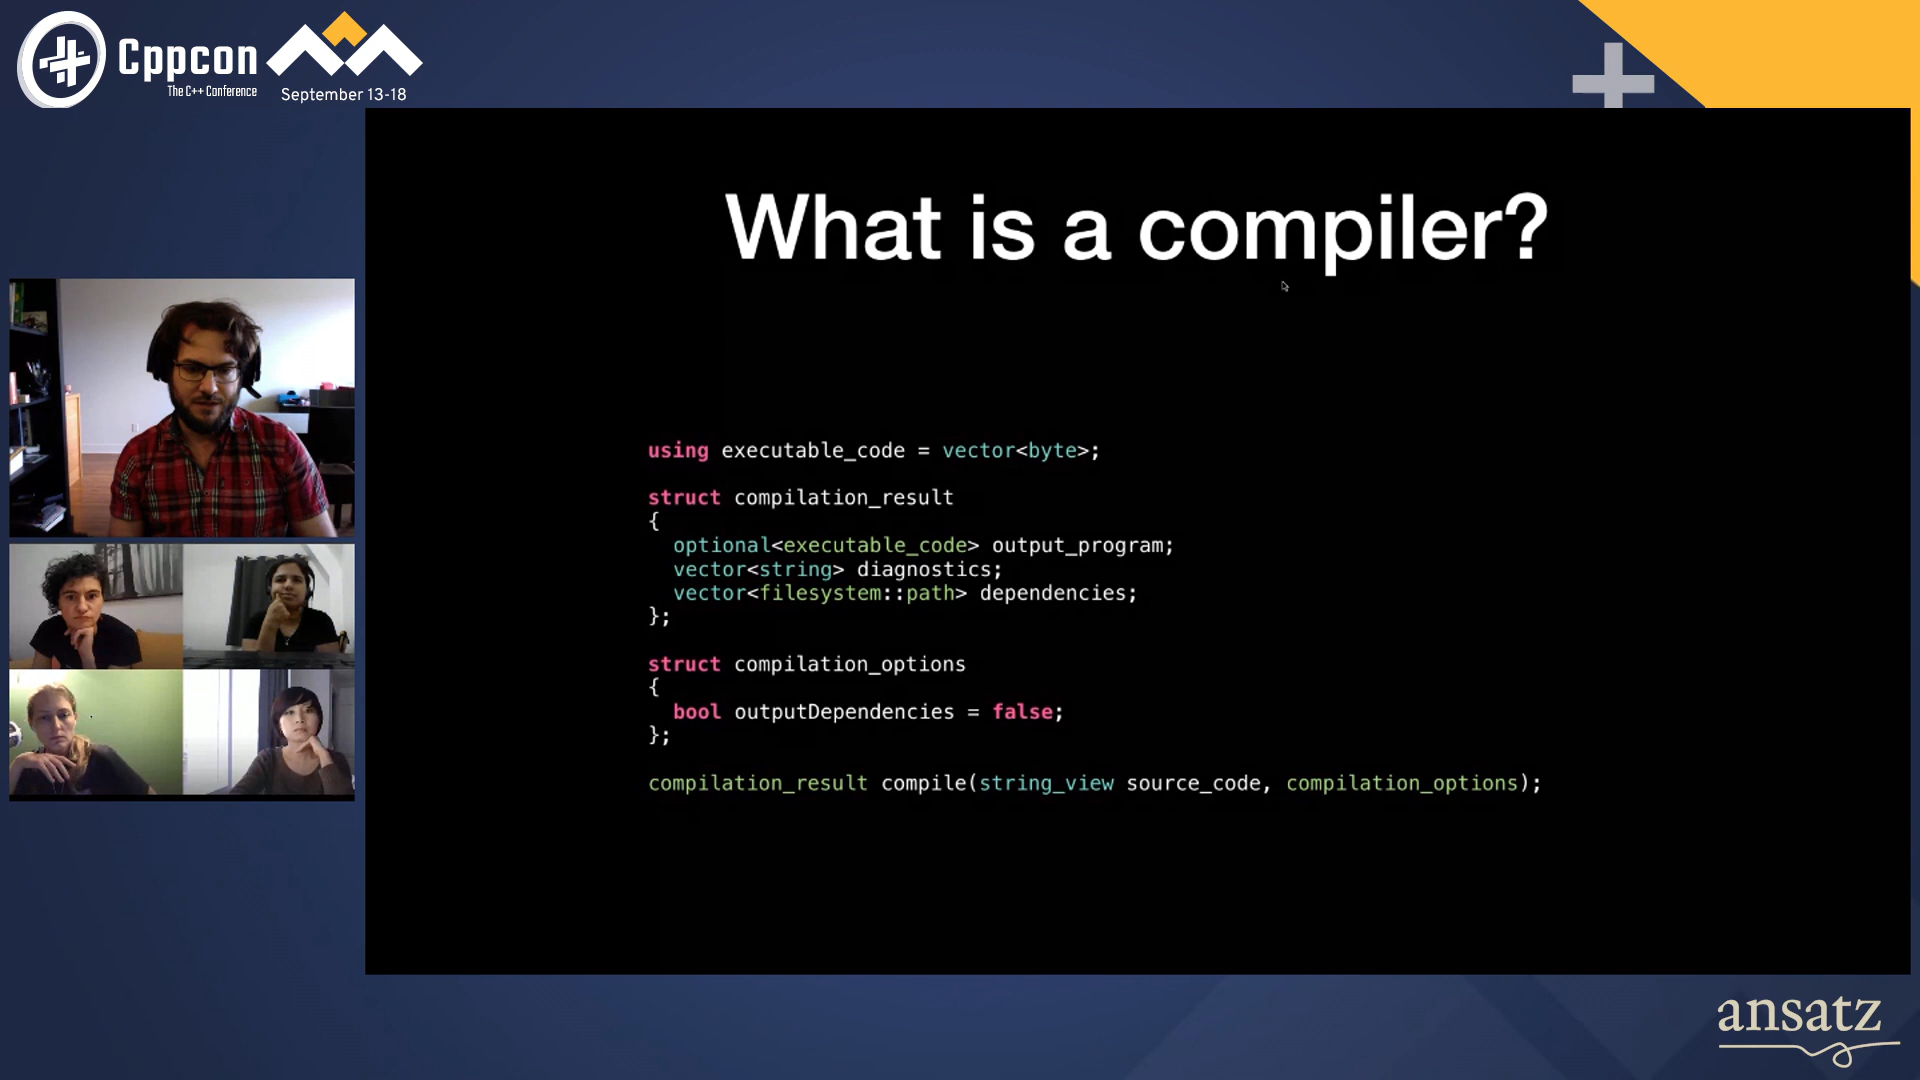 Cppcon
The C++ Conference
September 13-18
What is a compiler?
using executable_code = vector<byte>;
struct compilation_result
{
optional<executable_code> output_program;
vector<string> diagnostics;
vector<filesystem::path> dependencies;
};
struct compilation_options
{
bool outputDependencies = false;
};
compilation_result compile(string_view source_code, compilation_options);
ansatz